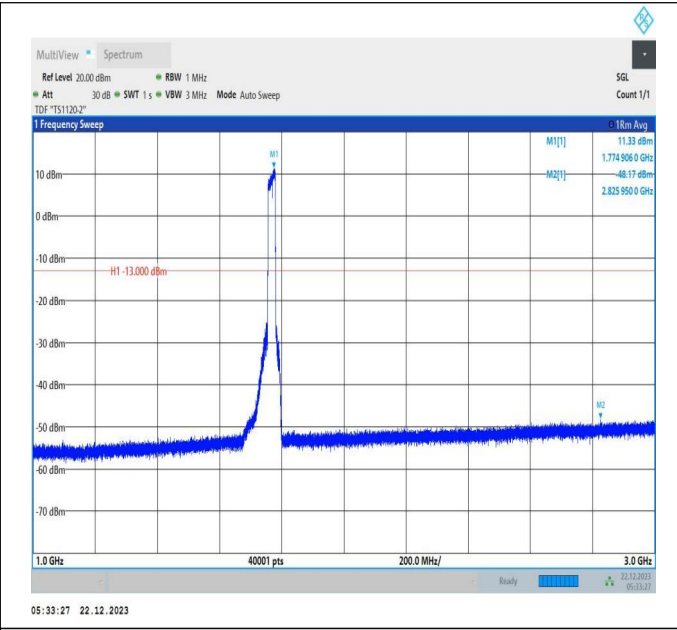 MultiView Spectrum
Ref Level 20.00 dBm RBW 1 MHz SGL
Att 30 dB SWT 1 s VBW 3 MHz Mode Auto Sweep Count 1/1
TDF "TS1120-2"
1 Frequency Sweep 1Rm Avg
M1[1] 11.33 dBm
1.774 906 0 GHz
M2[1] -48.17 dBm
2.825 950 0 GHz
M1
10 dBm
0 dBm
-10 dBm
H1 -13.000 dBm
-20 dBm
-30 dBm
-40 dBm
M2
-50 dBm
-60 dBm
-70 dBm
1.0 GHz 40001 pts 200.0 MHz/ 3.0 GHz
Ready 22.12.2023
05:33:27
05:33:27 22.12.2023